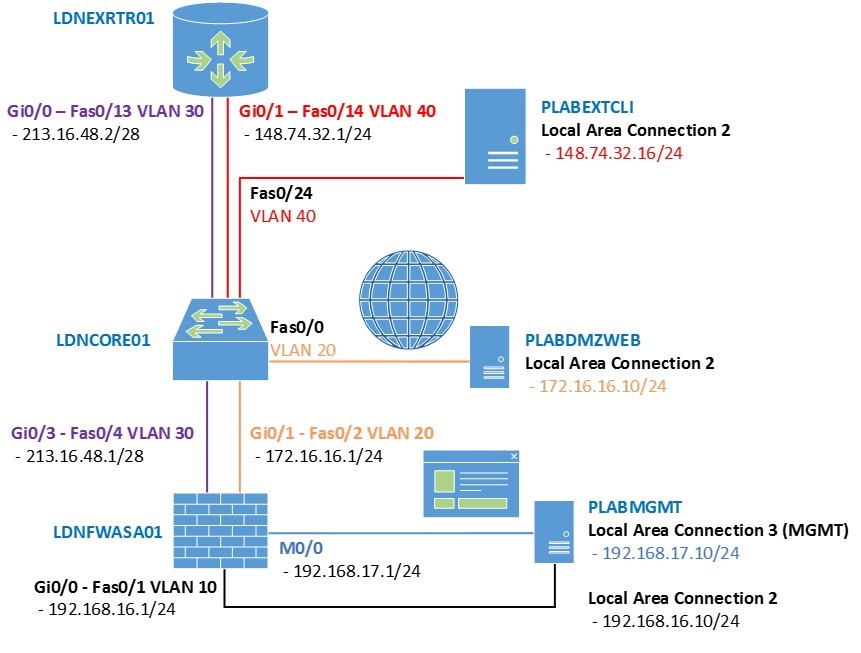 LDNEXRTR01
Gi0/0 – Fas0/13 VLAN 30
- 213.16.48.2/28
Gi0/1 – Fas0/14 VLAN 40
- 148.74.32.1/24
PLABEXTCLI
Local Area Connection 2
- 148.74.32.16/24
Fas0/24
VLAN 40
LDNCORE01
Fas0/0
VLAN 20
PLABDMZWEB
Local Area Connection 2
- 172.16.16.10/24
Gi0/3 - Fas0/4 VLAN 30
- 213.16.48.1/28
Gi0/1 - Fas0/2 VLAN 20
- 172.16.16.1/24
LDNFWASA01
M0/0
- 192.168.17.1/24
PLABMGMT
Local Area Connection 3 (MGMT)
- 192.168.17.10/24
Gi0/0 - Fas0/1 VLAN 10
- 192.168.16.1/24
Local Area Connection 2
- 192.168.16.10/24